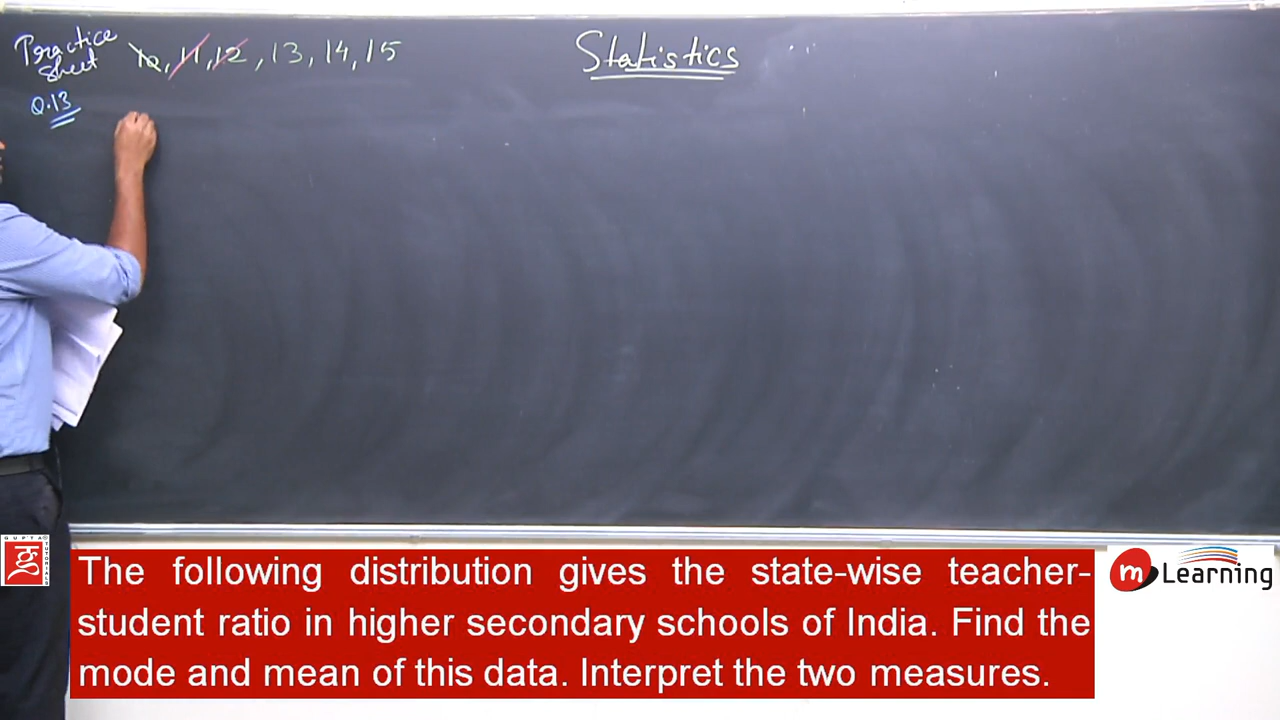 Practice Sheet 10, 11, 12, 13, 14, 15
Statistics
Q.13
GUPTA TUTORIALS
The following distribution gives the state-wise teacher-
student ratio in higher secondary schools of India. Find the
mode and mean of this data. Interpret the two measures.
m Learning